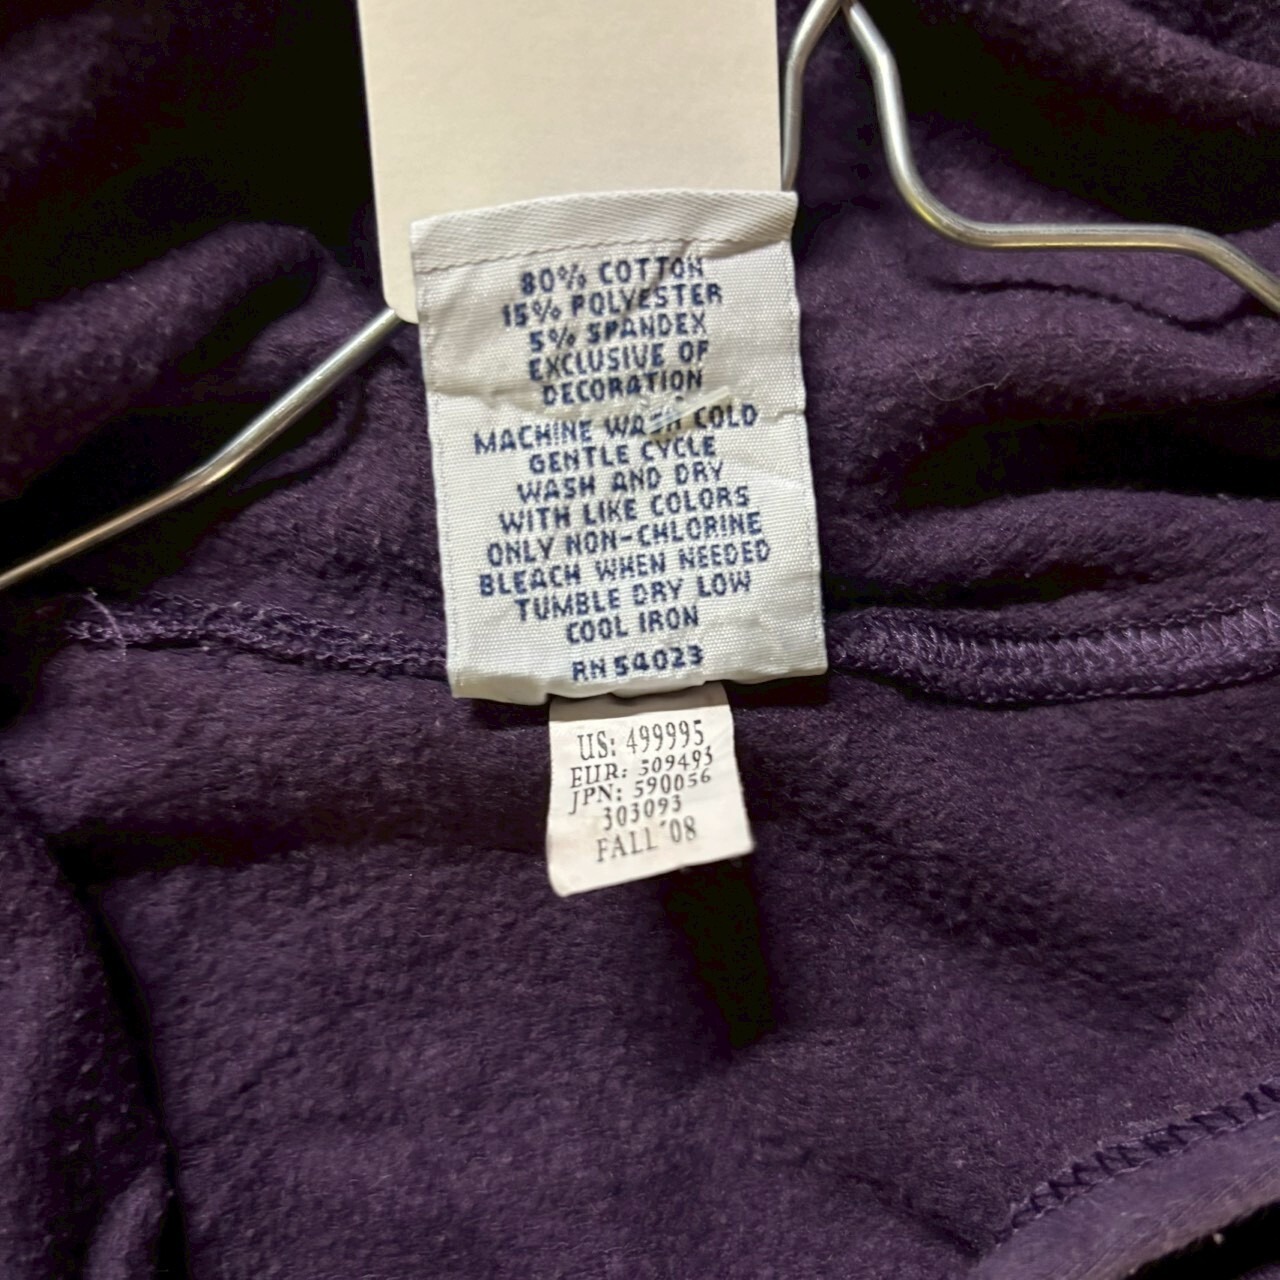 80% COTTON
15% POLYESTER
5% SPANDEX
EXCLUSIVE OF
DECORATION
MACHINE WASH COLD
GENTLE CYCLE
WASH AND DRY
WITH LIKE COLORS
ONLY NON-CHLORINE
BLEACH WHEN NEEDED
TUMBLE DRY LOW
COOL IRON
RN 54023
US: 499995
EUR: 509493
JPN: 590056
303093
FALL '08